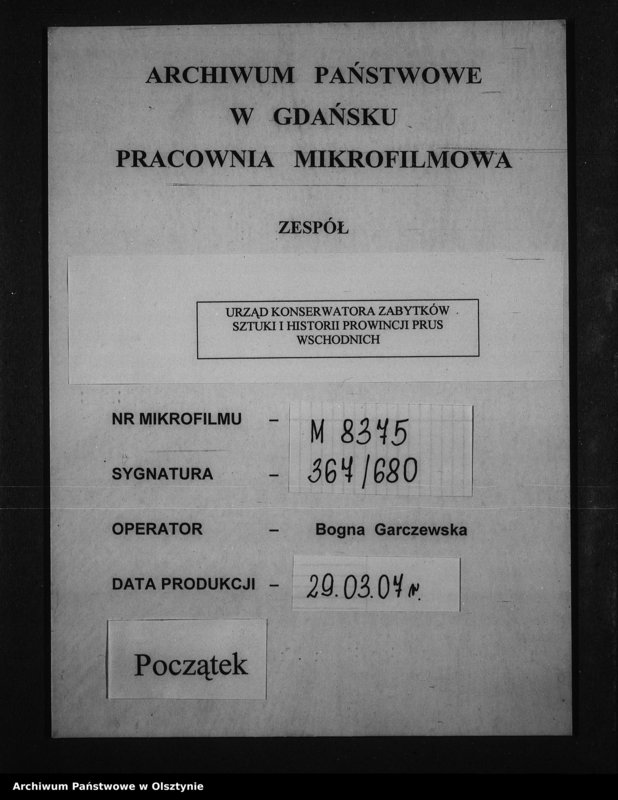 ARCHIWUM PAŃSTWOWE
W GDAŃSKU
PRACOWNIA MIKROFILMOWA
ZESPÓŁ
URZĄD KONSERWATORA ZABYTKÓW
SZTUKI I HISTORII PROWINCJI PRUS
WSCHODNICH
NR MIKROFILMU – M 8375
SYGNATURA – 367/680
OPERATOR – Bogna Garczewska
DATA PRODUKCJI – 29.03.07 r.
Początek
Archiwum Państwowe w Olsztynie